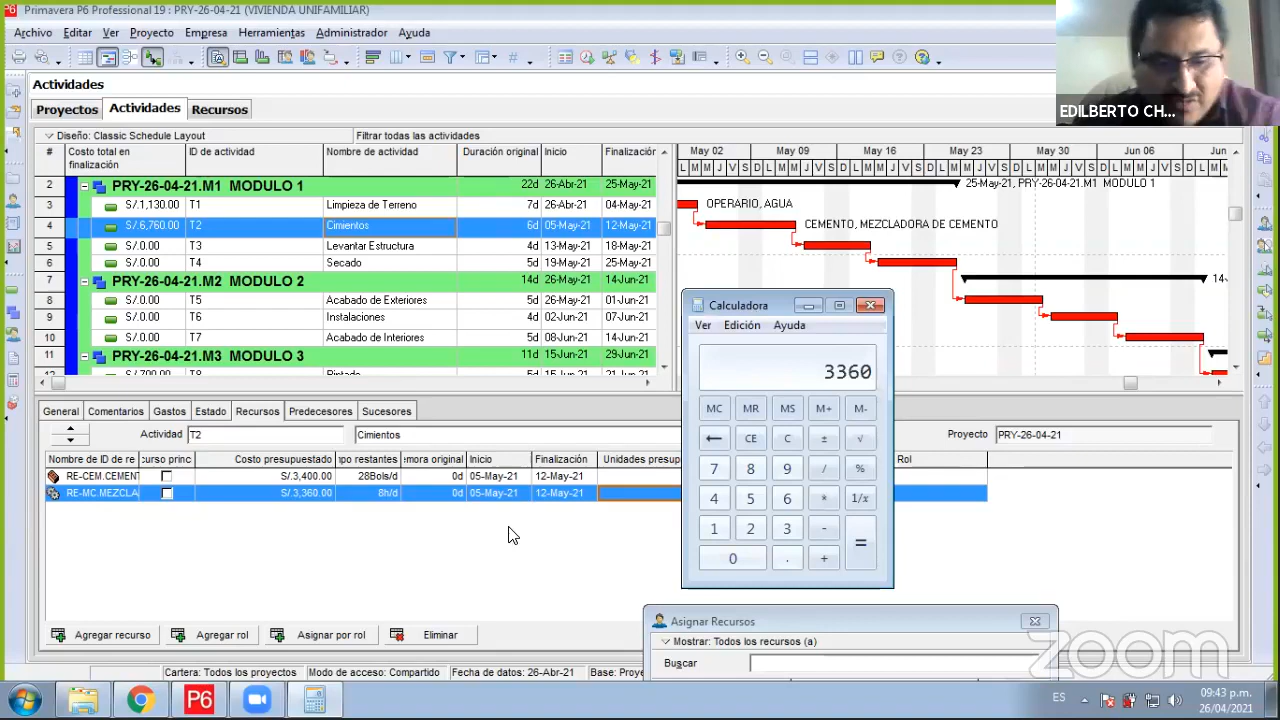 Primavera P6 Professional 19 : PRY-26-04-21 (VIVIENDA UNIFAMILIAR)
Archivo Editar Ver Proyecto Empresa Herramientas Administrador Ayuda
Actividades
Proyectos Actividades Recursos
Diseño: Classic Schedule Layout Filtrar todas las actividades
# Costo total en finalización ID de actividad Nombre de actividad Duración original Inicio Finalización
May 02 May 09 May 16 May 23 May 30 Jun 06 Jun
2 PRY-26-04-21.M1 MODULO 1 22d 26-Abr-21 25-May-21
25-May-21, PRY-26-04-21.M1 MODULO 1
3 S/.1,130.00 T1 Limpieza de Terreno 7d 26-Abr-21 04-May-21 OPERARIO, AGUA
4 S/.6,760.00 T2 Cimientos 6d 05-May-21 12-May-21 CEMENTO, MEZCLADORA DE CEMENTO
5 S/.0.00 T3 Levantar Estructura 4d 13-May-21 18-May-21
6 S/.0.00 T4 Secado 5d 19-May-21 25-May-21
7 PRY-26-04-21.M2 MODULO 2 14d 26-May-21 14-Jun-21 14-
8 S/.0.00 T5 Acabado de Exteriores 5d 26-May-21 01-Jun-21
9 S/.0.00 T6 Instalaciones 4d 02-Jun-21 07-Jun-21
10 S/.0.00 T7 Acabado de Interiores 5d 08-Jun-21 14-Jun-21
11 PRY-26-04-21.M3 MODULO 3 11d 15-Jun-21 29-Jun-21
12 S/.700.00 T8 Pintado 5d 15-Jun-21 21-Jun-21
EDILBERTO CH...
General Comentarios Gastos Estado Recursos Predecesores Sucesores
Actividad T2 Cimientos Proyecto PRY-26-04-21
Nombre de ID de re curso princ Costo presupuestado ipo restantes mora original Inicio Finalización Unidades presup Rol
RE-CEM.CEMENT S/.3,400.00 28Bols/d 0d 05-May-21 12-May-21
RE-MC.MEZCLA S/.3,360.00 8h/d 0d 05-May-21 12-May-21
Calculadora
Ver Edición Ayuda
3360
MC MR MS M+ M-
← CE C ± √
7 8 9 / %
4 5 6 * 1/x
1 2 3 - =
0 . +
Agregar recurso Agregar rol Asignar por rol Eliminar
Asignar Recursos
Mostrar: Todos los recursos (a)
Buscar
zoom
Cartera: Todos los proyectos Modo de acceso: Compartido Fecha de datos: 26-Abr-21 Base: Proye
P6
ES 09:43 p.m.
26/04/2021